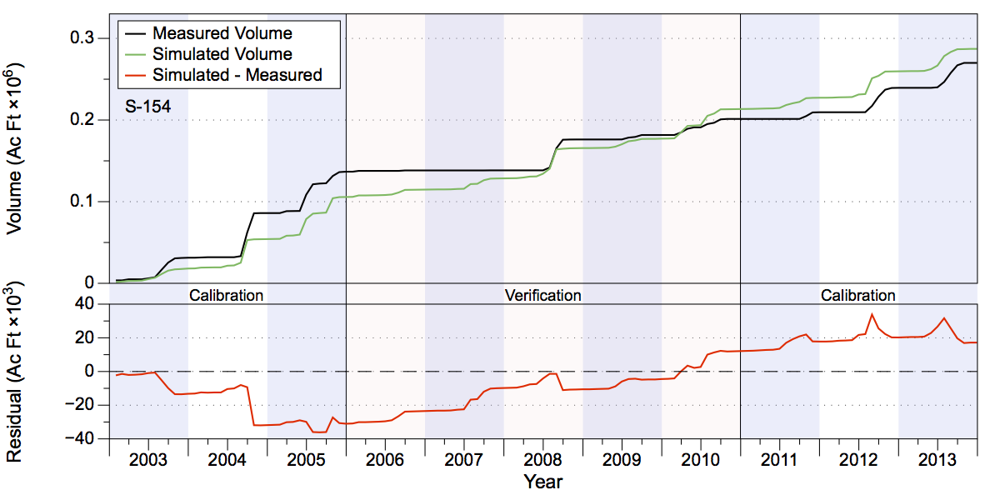 Measured Volume
Simulated Volume
Simulated - Measured
S-154
Volume (Ac Ft ×10⁶)
0.3
0.2
0.1
0
Calibration Verification Calibration
Residual (Ac Ft ×10³)
40
20
0
−20
−40
2003 2004 2005 2006 2007 2008 2009 2010 2011 2012 2013
Year